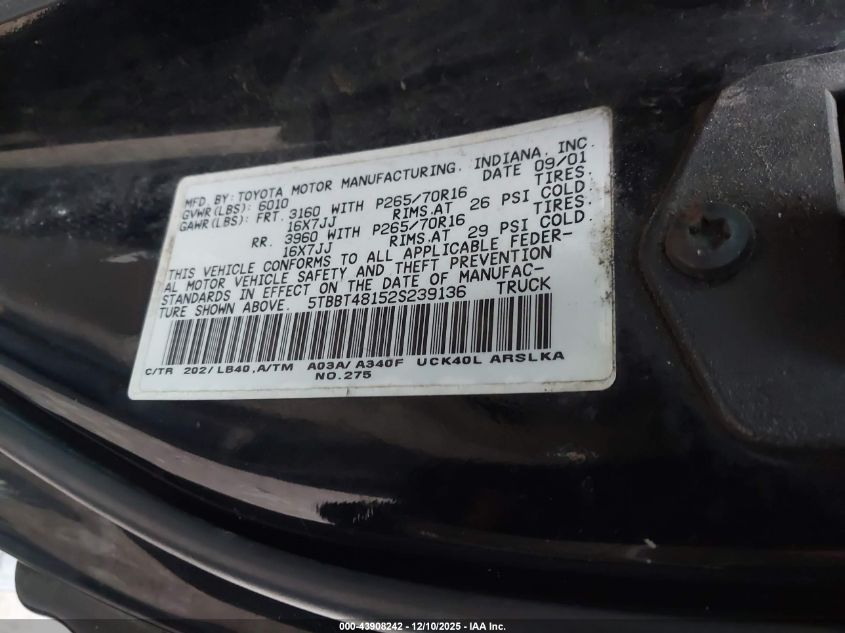 MFD. BY: TOYOTA MOTOR MANUFACTURING, INDIANA, INC.
GVWR(LBS): 6010 DATE 09/01
GAWR(LBS): FRT. 3160 WITH P265/70R16 TIRES.
16X7JJ RIMS.AT 26 PSI COLD.
RR. 3960 WITH P265/70R16 TIRES.
16X7JJ RIMS.AT 29 PSI COLD.
THIS VEHICLE CONFORMS TO ALL APPLICABLE FEDER-
AL MOTOR VEHICLE SAFETY AND THEFT PREVENTION
STANDARDS IN EFFECT ON THE DATE OF MANUFAC-
TURE SHOWN ABOVE. 5TBBT48152S239136 TRUCK
C/TR 202/LB40,A/TM A03A/A340F UCK40L ARSLKA
NO.275
000-43908242 - 12/10/2025 - IAA Inc.